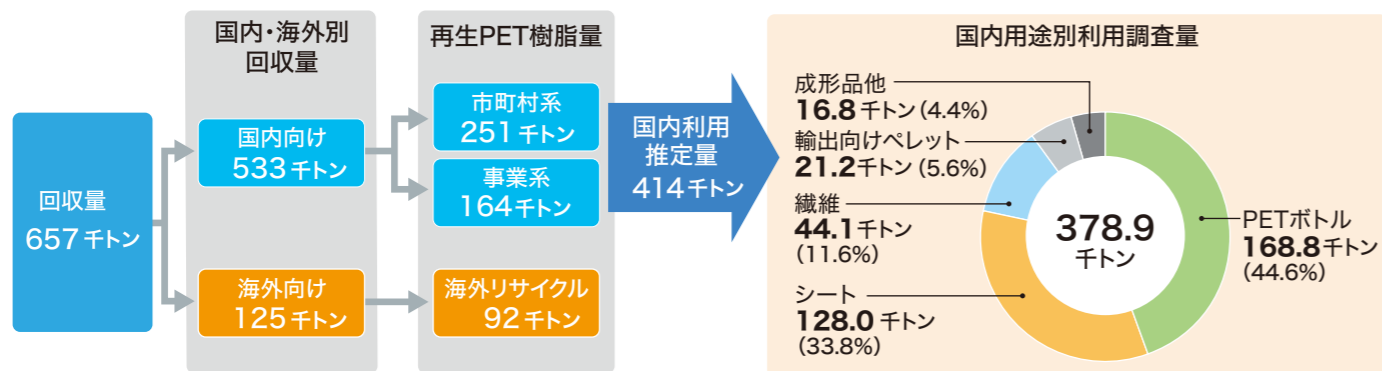 回収量
657 千トン
国内・海外別
回収量
国内向け
533 千トン
海外向け
125 千トン
再生PET樹脂量
市町村系
251 千トン
事業系
164 千トン
海外リサイクル
92 千トン
国内利用
推定量
414 千トン
国内用途別利用調査量
成形品他
16.8 千トン (4.4%)
輸出向けペレット
21.2 千トン (5.6%)
繊維
44.1 千トン
(11.6%)
シート
128.0 千トン
(33.8%)
378.9
千トン
PETボトル
168.8 千トン
(44.6%)